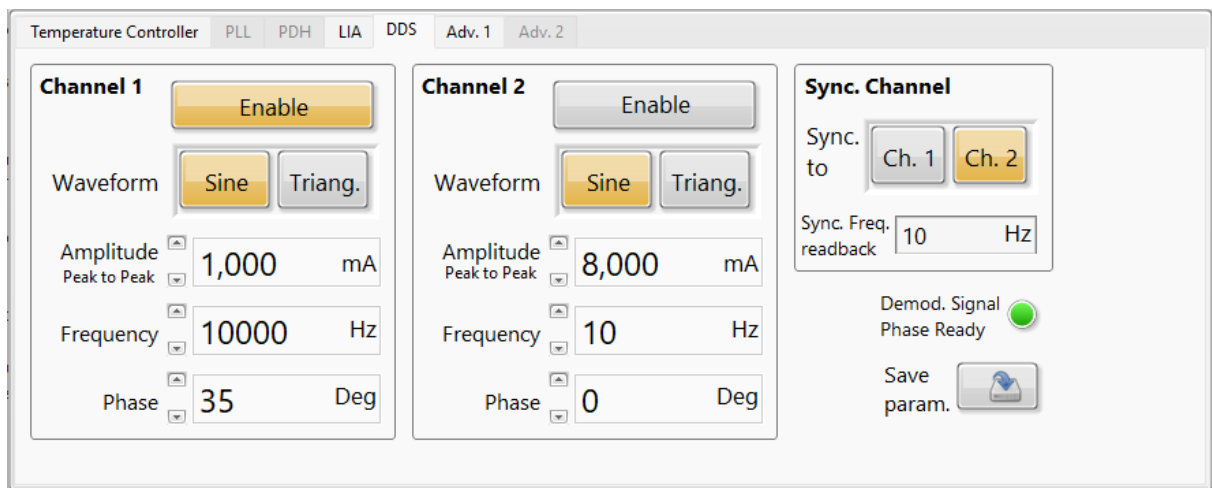 Temperature Controller PLL PDH LIA DDS Adv. 1 Adv. 2
Channel 1
Enable
Waveform Sine Triang.
Amplitude
Peak to Peak
1,000 mA
Frequency 10000 Hz
Phase 35 Deg
Channel 2
Enable
Waveform Sine Triang.
Amplitude
Peak to Peak
8,000 mA
Frequency 10 Hz
Phase 0 Deg
Sync. Channel
Sync.
to
Ch. 1 Ch. 2
Sync. Freq.
readback
10 Hz
Demod. Signal
Phase Ready
Save
param.